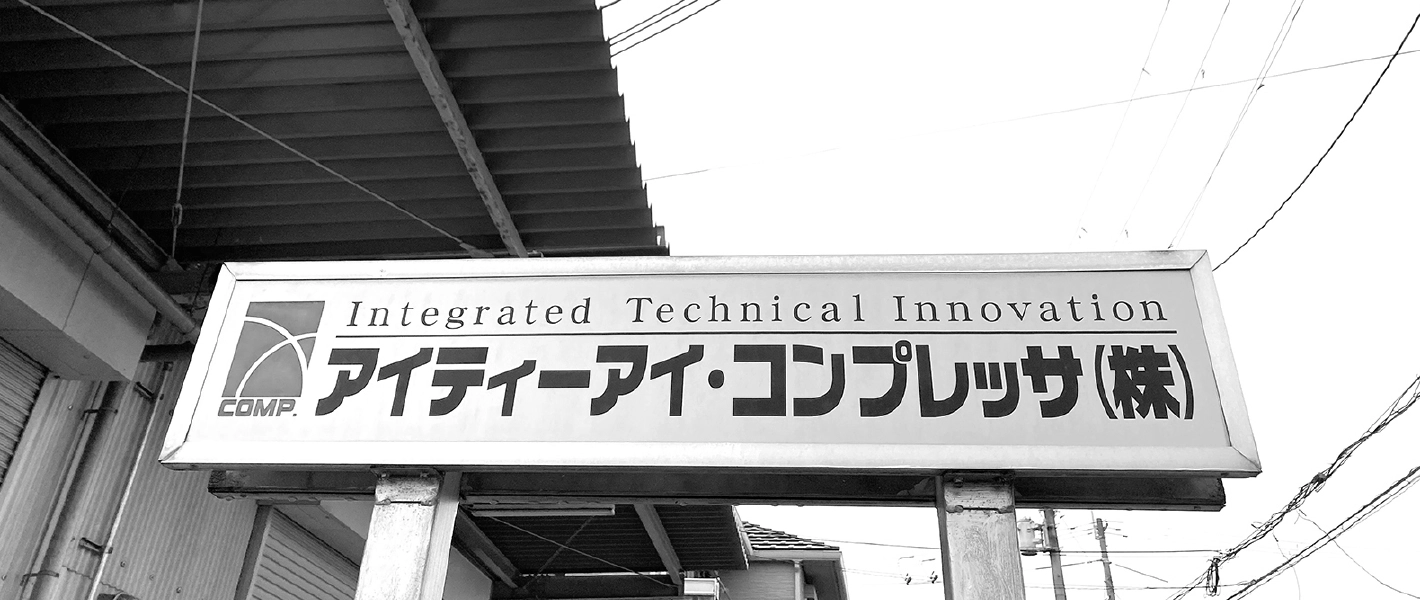 Integrated Technical Innovation
アイティーアイ・コンプレッサ(株)
COMP.